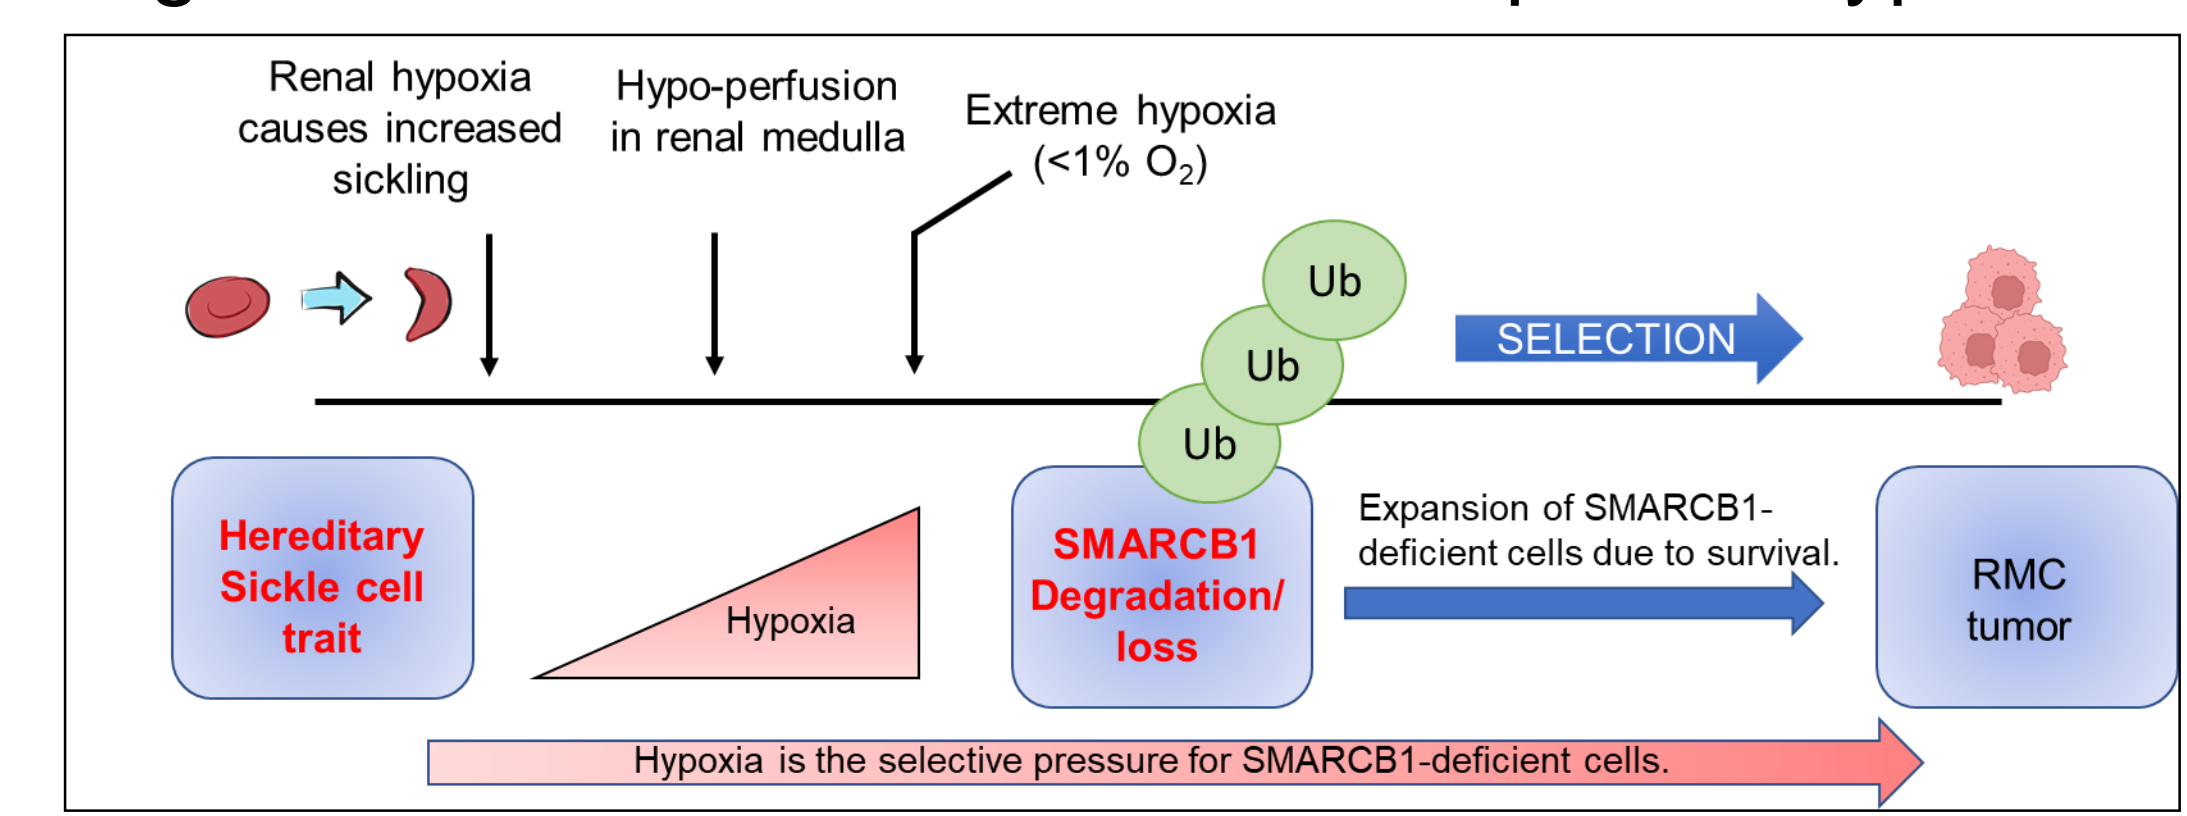 Renal hypoxia
causes increased
sickling
Hypo-perfusion
in renal medulla
Extreme hypoxia
(<1% O₂)
Ub
Ub
Ub
SELECTION
Hereditary
Sickle cell
trait
Hypoxia
SMARCB1
Degradation/
loss
Expansion of SMARCB1-
deficient cells due to survival.
RMC
tumor
Hypoxia is the selective pressure for SMARCB1-deficient cells.